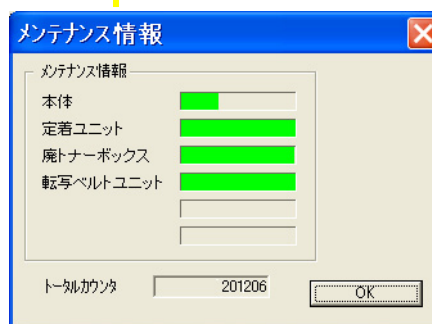 メンテナンス情報
メンテナンス情報
本体
定着ユニット
廃トナーボックス
転写ベルトユニット
トータルカウンタ 201206
OK